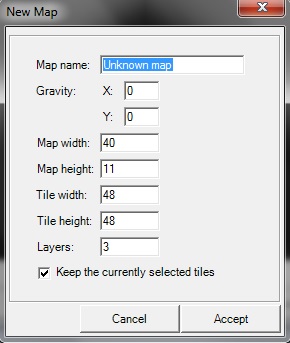 New Map
Map name: Unknown map
Gravity: X: 0
Y: 0
Map width: 40
Map height: 11
Tile width: 48
Tile height: 48
Layers: 3
Keep the currently selected tiles
Cancel Accept